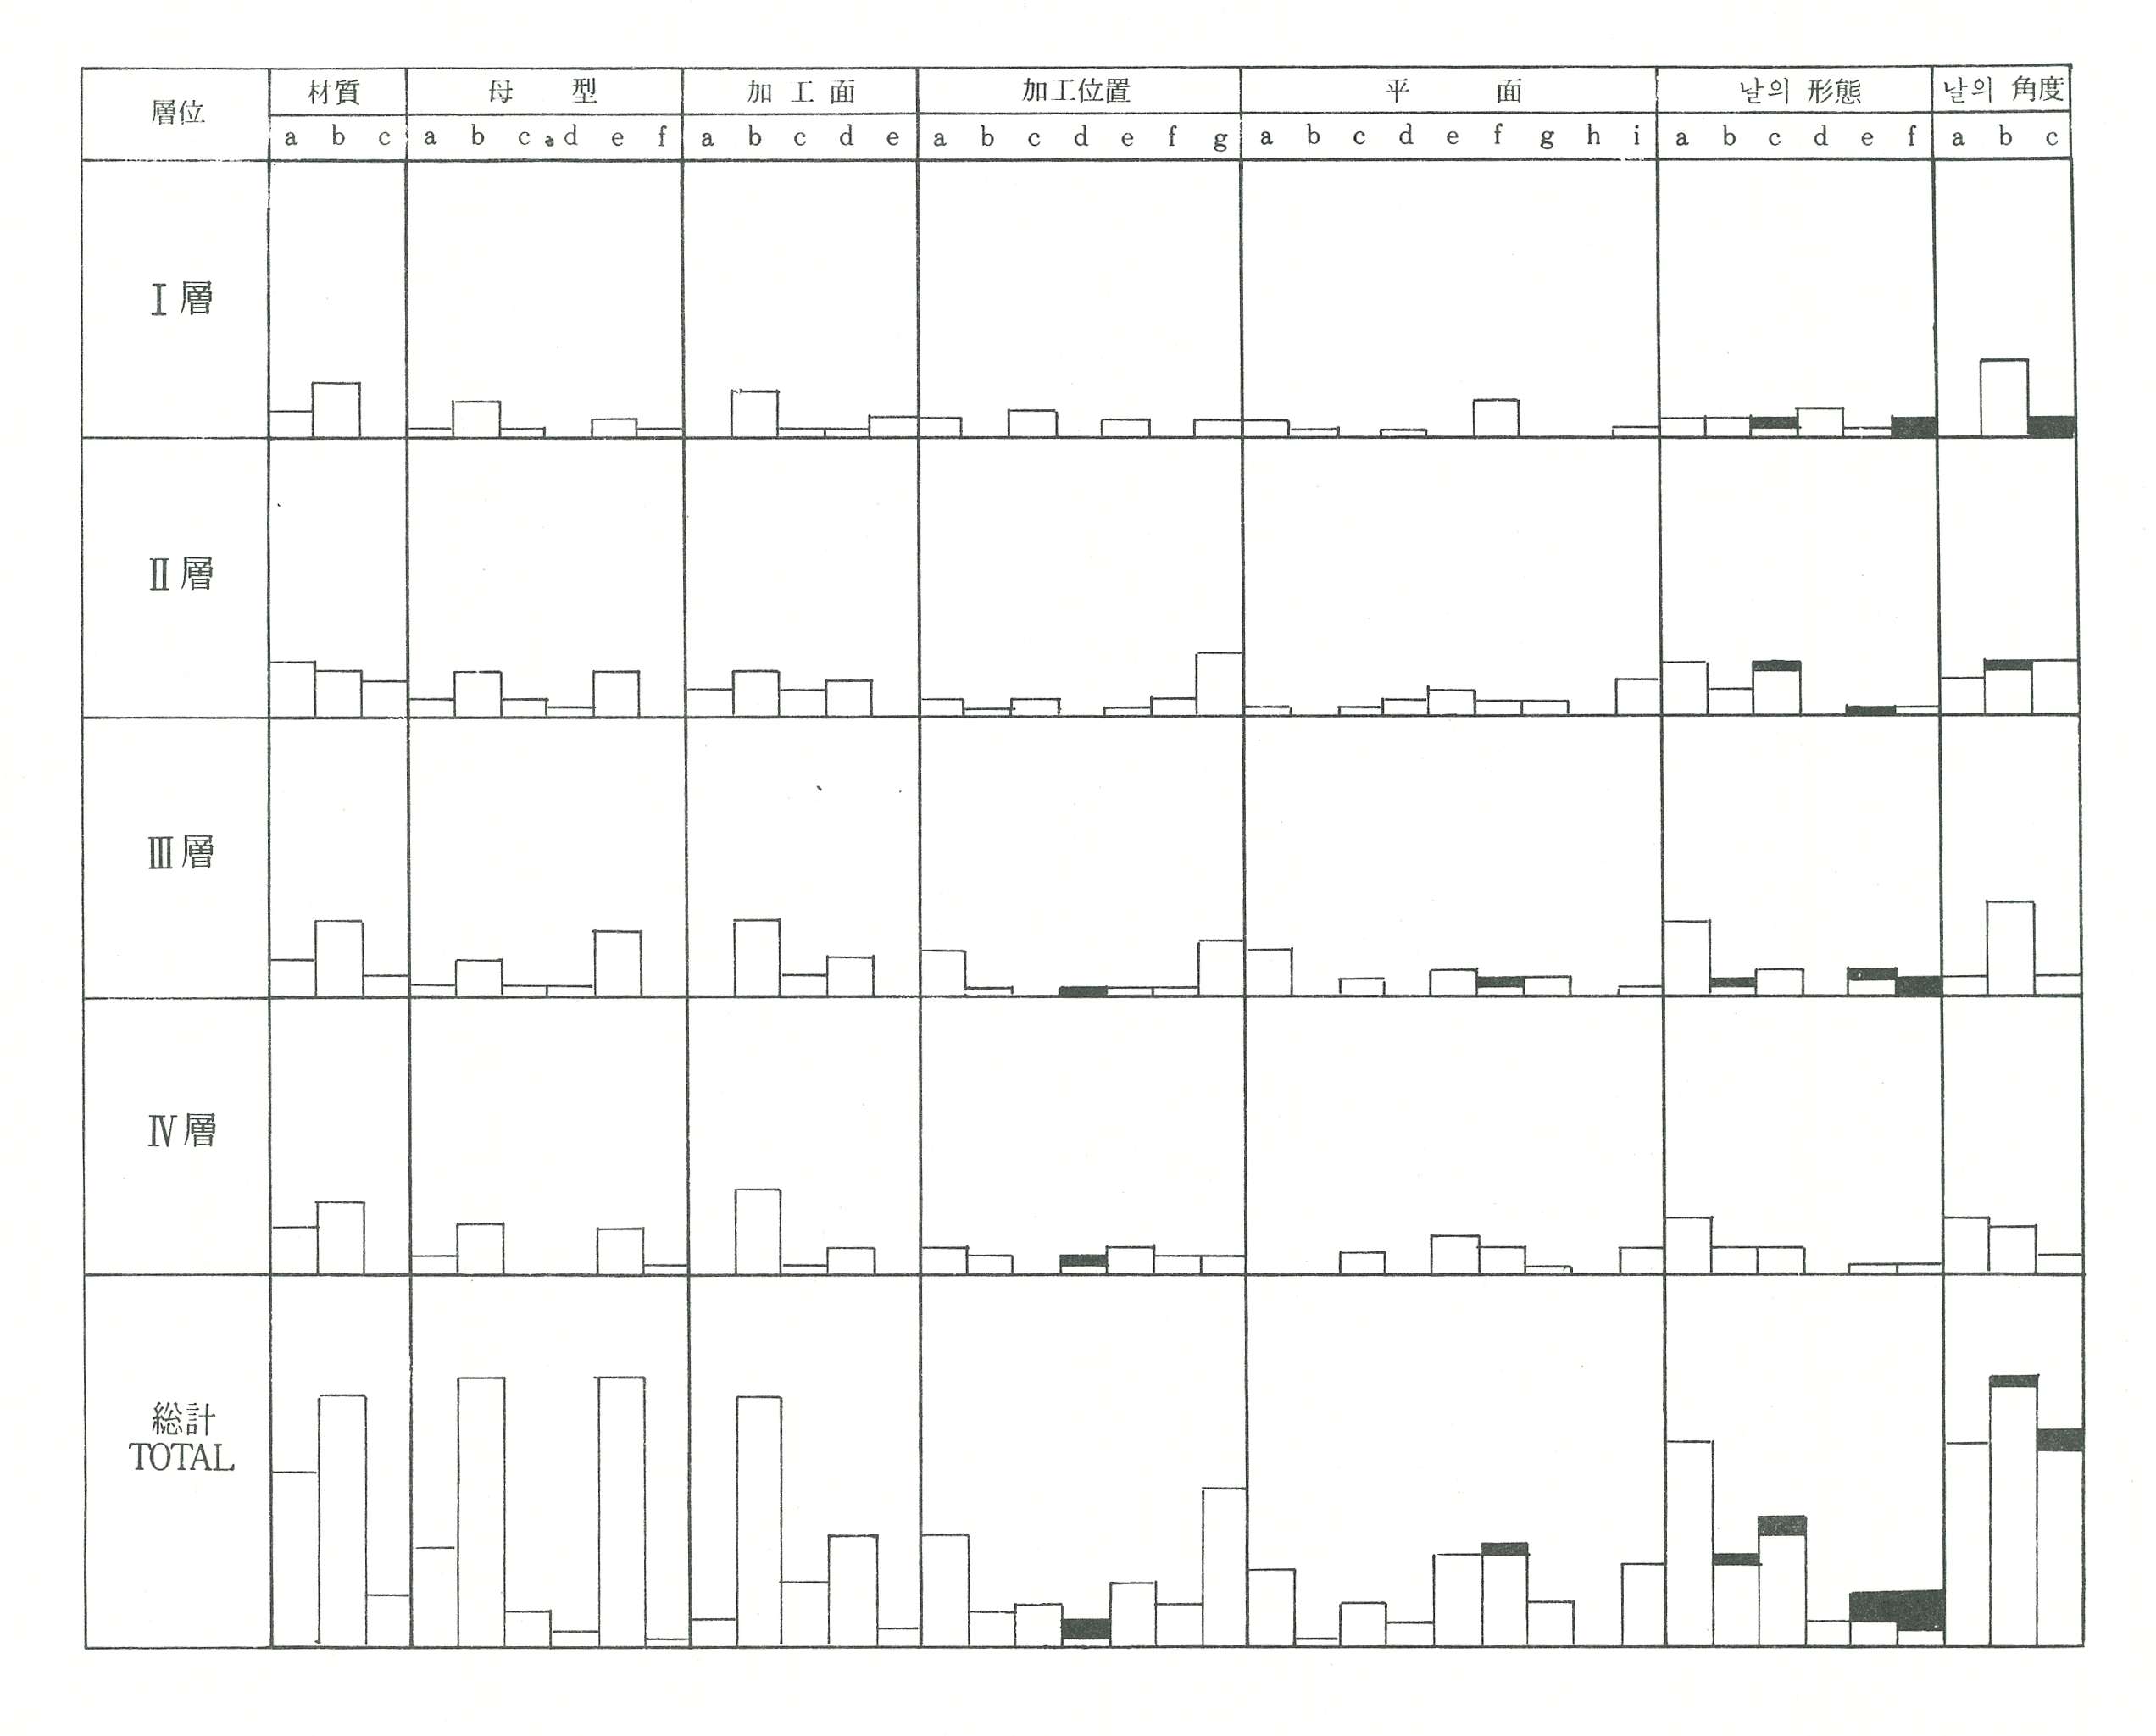 層位 材質 母 型 加 工 面 加工位置 平 面 날의 形態 날의 角度
a b c a b c d e f a b c d e a b c d e f g a b c d e f g h i a b c d e f a b c
Ⅰ層
Ⅱ層
Ⅲ層
Ⅳ層
総計
TOTAL